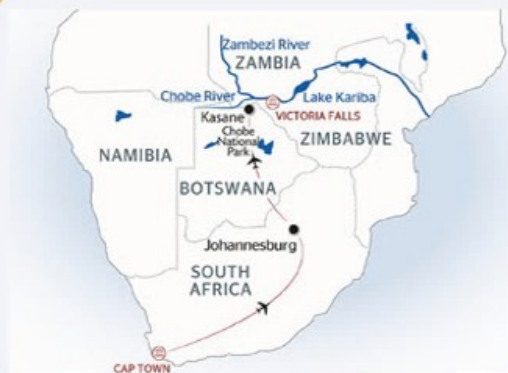 Zambezi River
ZAMBIA
Chobe River
Lake Kariba
Kasane
VICTORIA FALLS
Chobe
National
Park
ZIMBABWE
NAMIBIA
BOTSWANA
Johannesburg
SOUTH
AFRICA
CAP TOWN